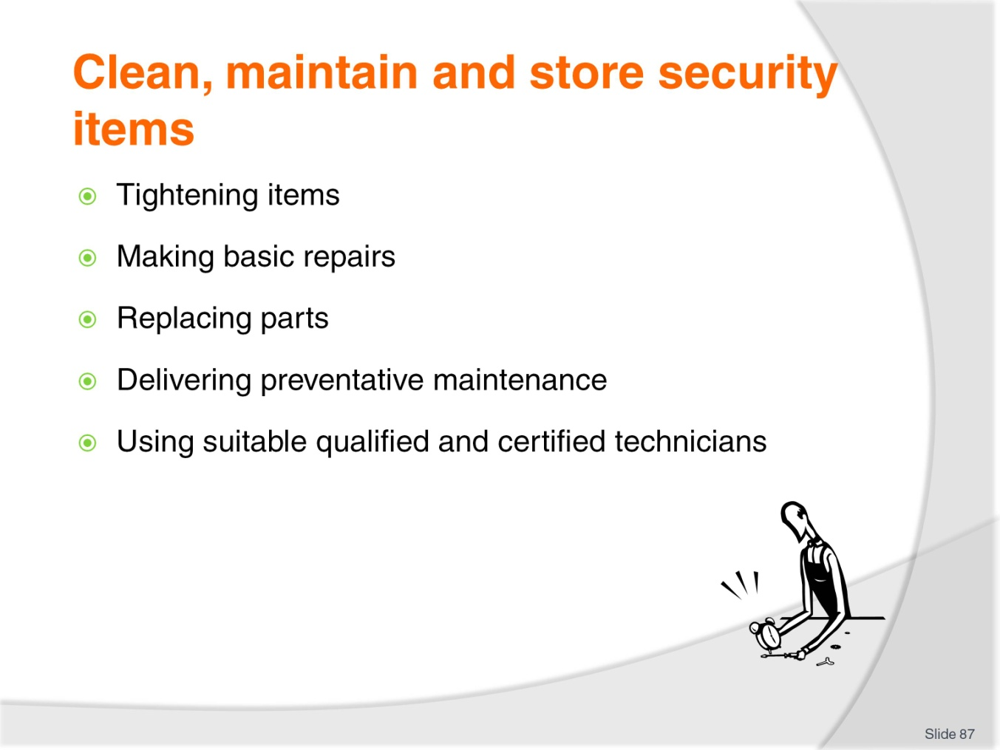 Clean, maintain and store security
items
Tightening items
Making basic repairs
Replacing parts
Delivering preventative maintenance
Using suitable qualified and certified technicians
Slide 87